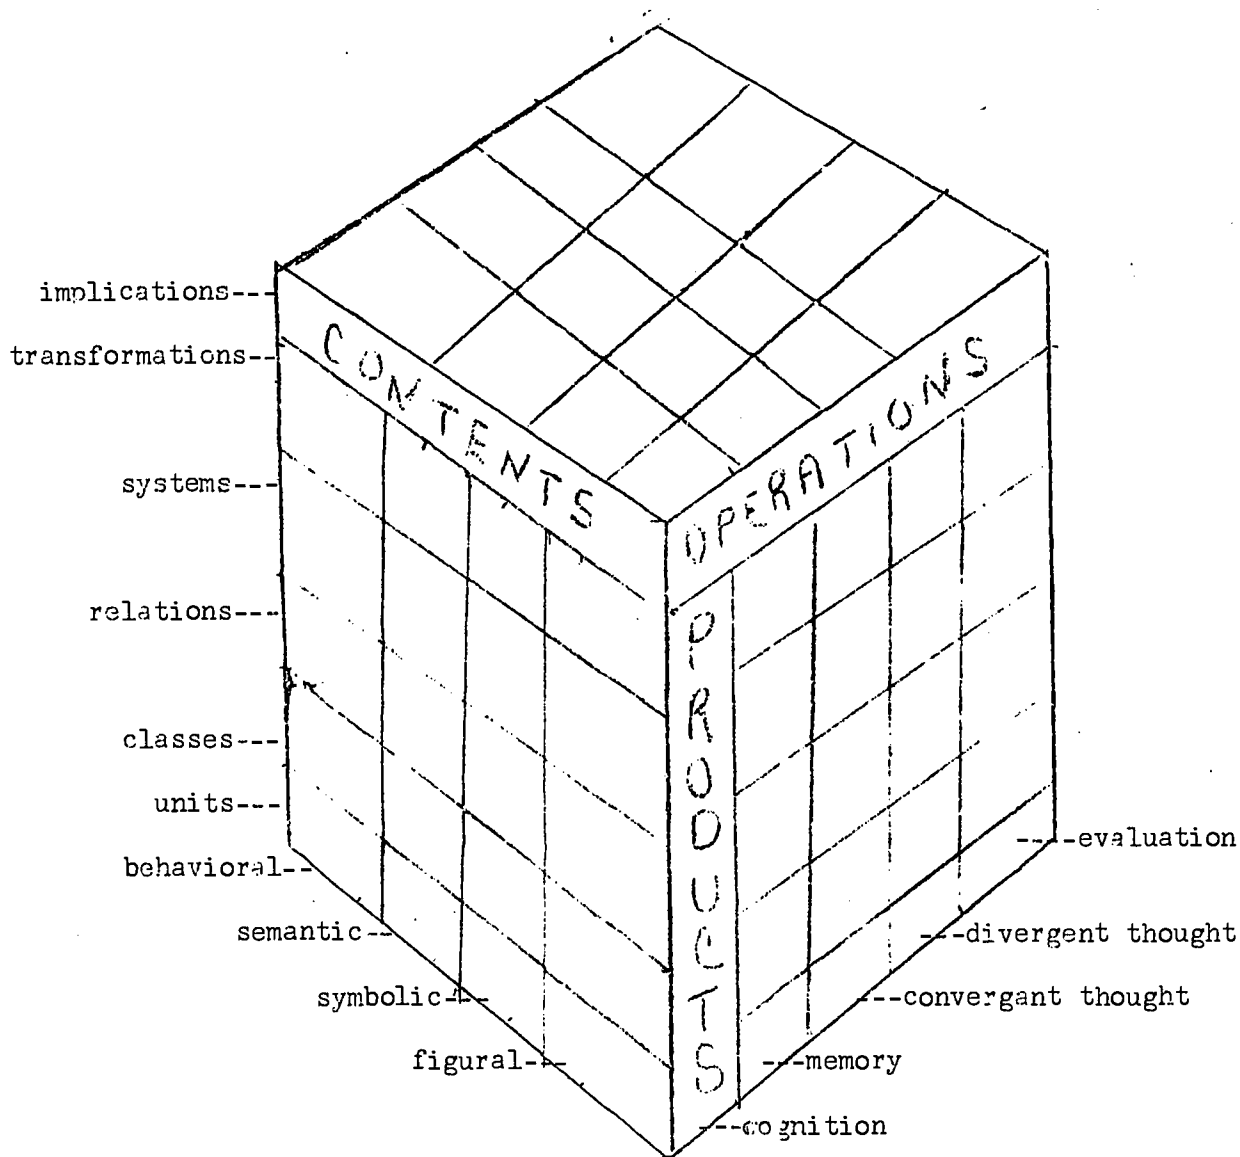 implications---
transformations---
CONTENTS
OPERATIONS
systems---
relations---
PRODUCTS
classes---
units---
behavioral--
---evaluation
semantic--
---divergent thought
symbolic---
---convergant thought
figural---
---memory
---cognition